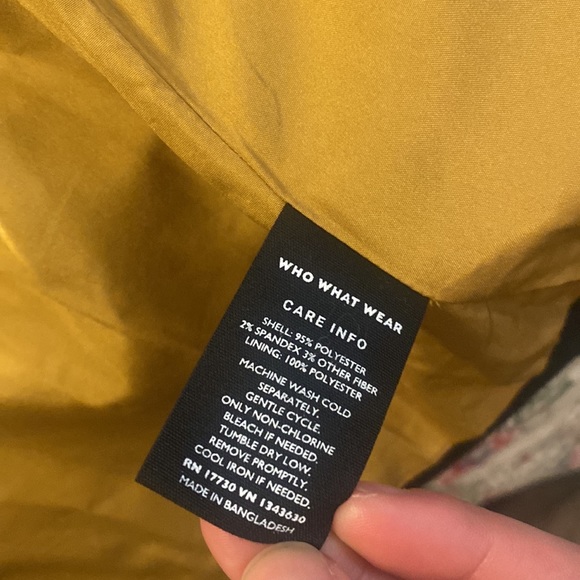 WHO WHAT WEAR
CARE INFO
SHELL: 95% POLYESTER
2% SPANDEX 3% OTHER FIBER
LINING: 100% POLYESTER
MACHINE WASH COLD
SEPARATELY.
GENTLE CYCLE.
ONLY NON-CHLORINE
BLEACH IF NEEDED.
TUMBLE DRY LOW.
REMOVE PROMPTLY.
COOL IRON IF NEEDED.
RN 17730 VN 1343630
MADE IN BANGLADESH